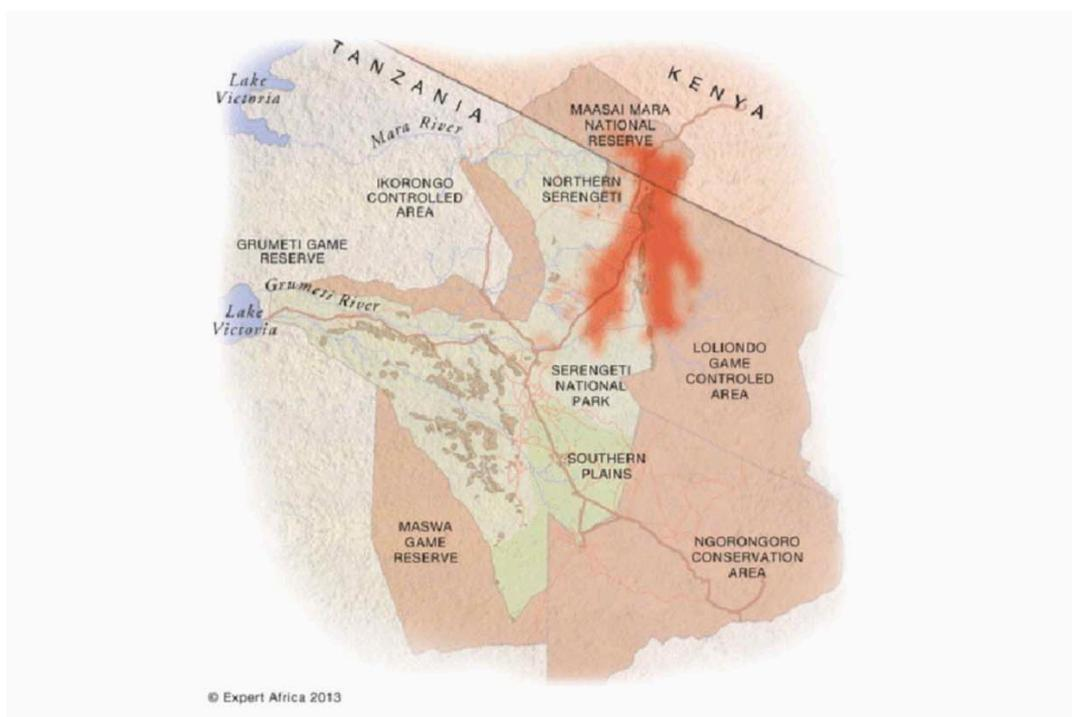 TANZANIA
KENYA
Lake
Victoria
Mara River
MAASAI MARA
NATIONAL
RESERVE
IKORONGO
CONTROLLED
AREA
NORTHERN
SERENGETI
GRUMETI GAME
RESERVE
Grumeti River
Lake
Victoria
SERENGETI
NATIONAL
PARK
LOLIONDO
GAME
CONTROLED
AREA
SOUTHERN
PLAINS
MASWA
GAME
RESERVE
NGORONGORO
CONSERVATION
AREA
© Expert Africa 2013